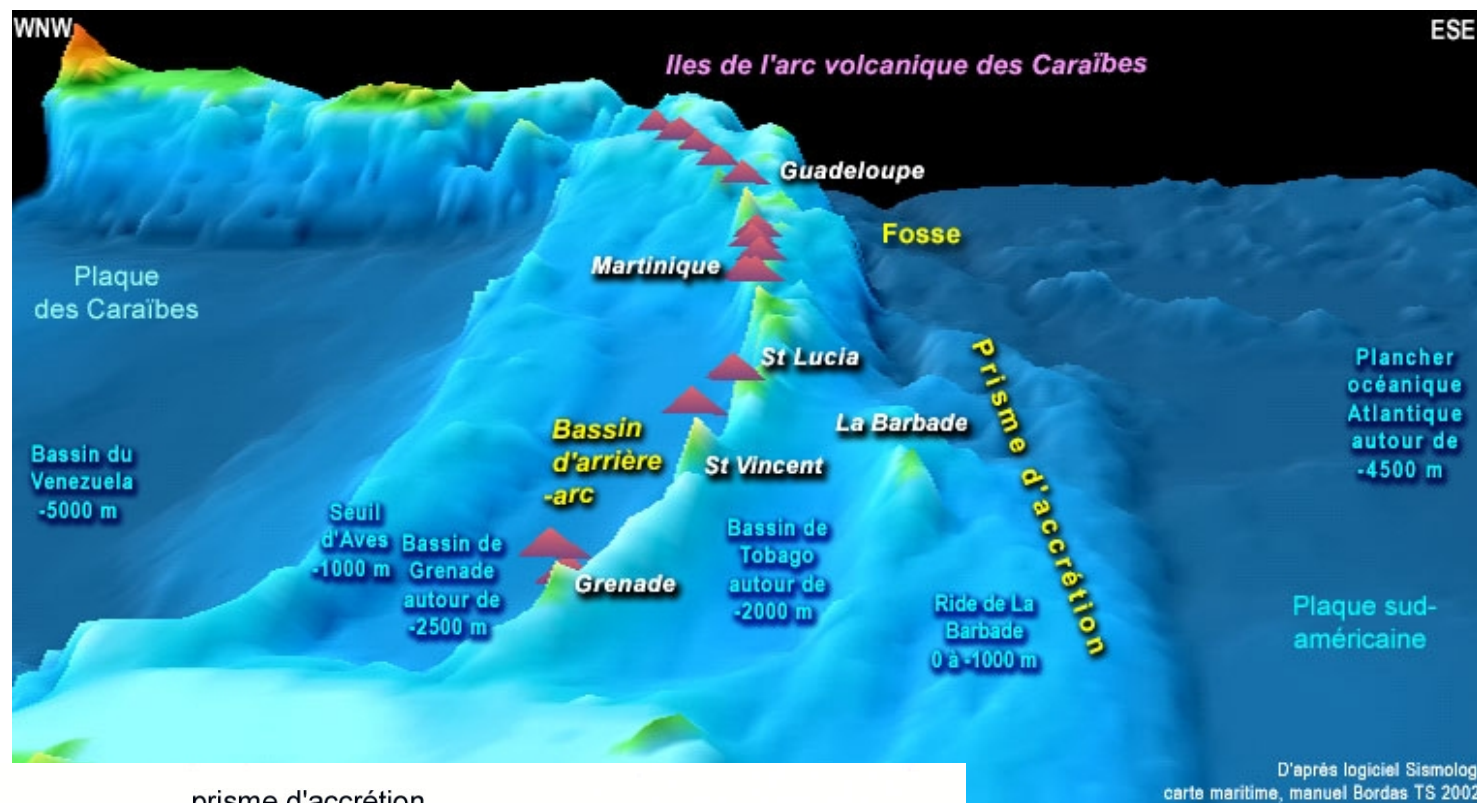 WNW
ESE
Iles de l'arc volcanique des Caraïbes
Guadeloupe
Fosse
Martinique
Plaque
des Caraïbes
St Lucia
Prisme d'accrétion
Plancher
océanique
Atlantique
autour de
-4500 m
La Barbade
Bassin
d'arrière
-arc
St Vincent
Bassin du
Venezuela
-5000 m
Seuil
d'Aves
-1000 m
Bassin de
Grenade
autour de
-2500 m
Grenade
Bassin de
Tobago
autour de
-2000 m
Ride de La
Barbade
0 à -1000 m
Plaque sud-
américaine
D'aprés logiciel Sismolog
carte maritime, manuel Bordas TS 2002
prisme d'accrétion